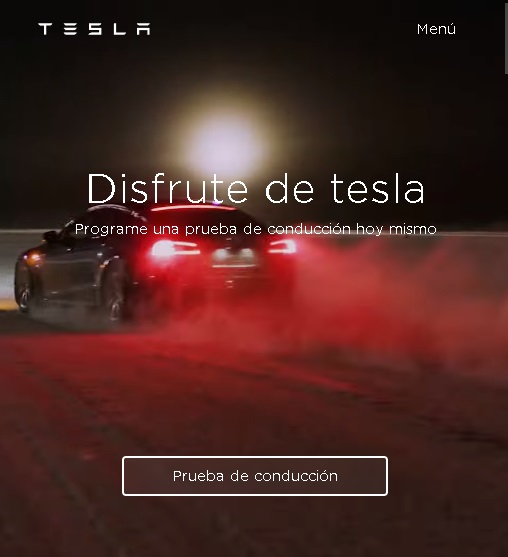 TESLA
Menú
Disfrute de tesla
Programe una prueba de conducción hoy mismo
Prueba de conducción